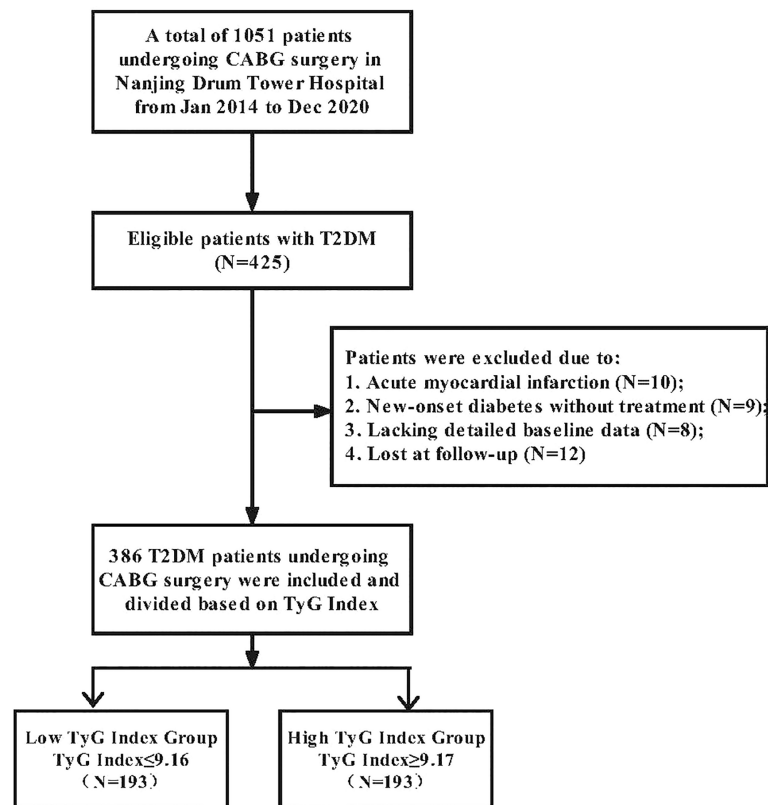 A total of 1051 patients
undergoing CABG surgery in
Nanjing Drum Tower Hospital
from Jan 2014 to Dec 2020
Eligible patients with T2DM
(N=425)
Patients were excluded due to:
1. Acute myocardial infarction (N=10);
2. New-onset diabetes without treatment (N=9);
3. Lacking detailed baseline data (N=8);
4. Lost at follow-up (N=12)
386 T2DM patients undergoing
CABG surgery were included and
divided based on TyG Index
Low TyG Index Group
TyG Index≤9.16
（N=193）
High TyG Index Group
TyG Index≥9.17
（N=193）